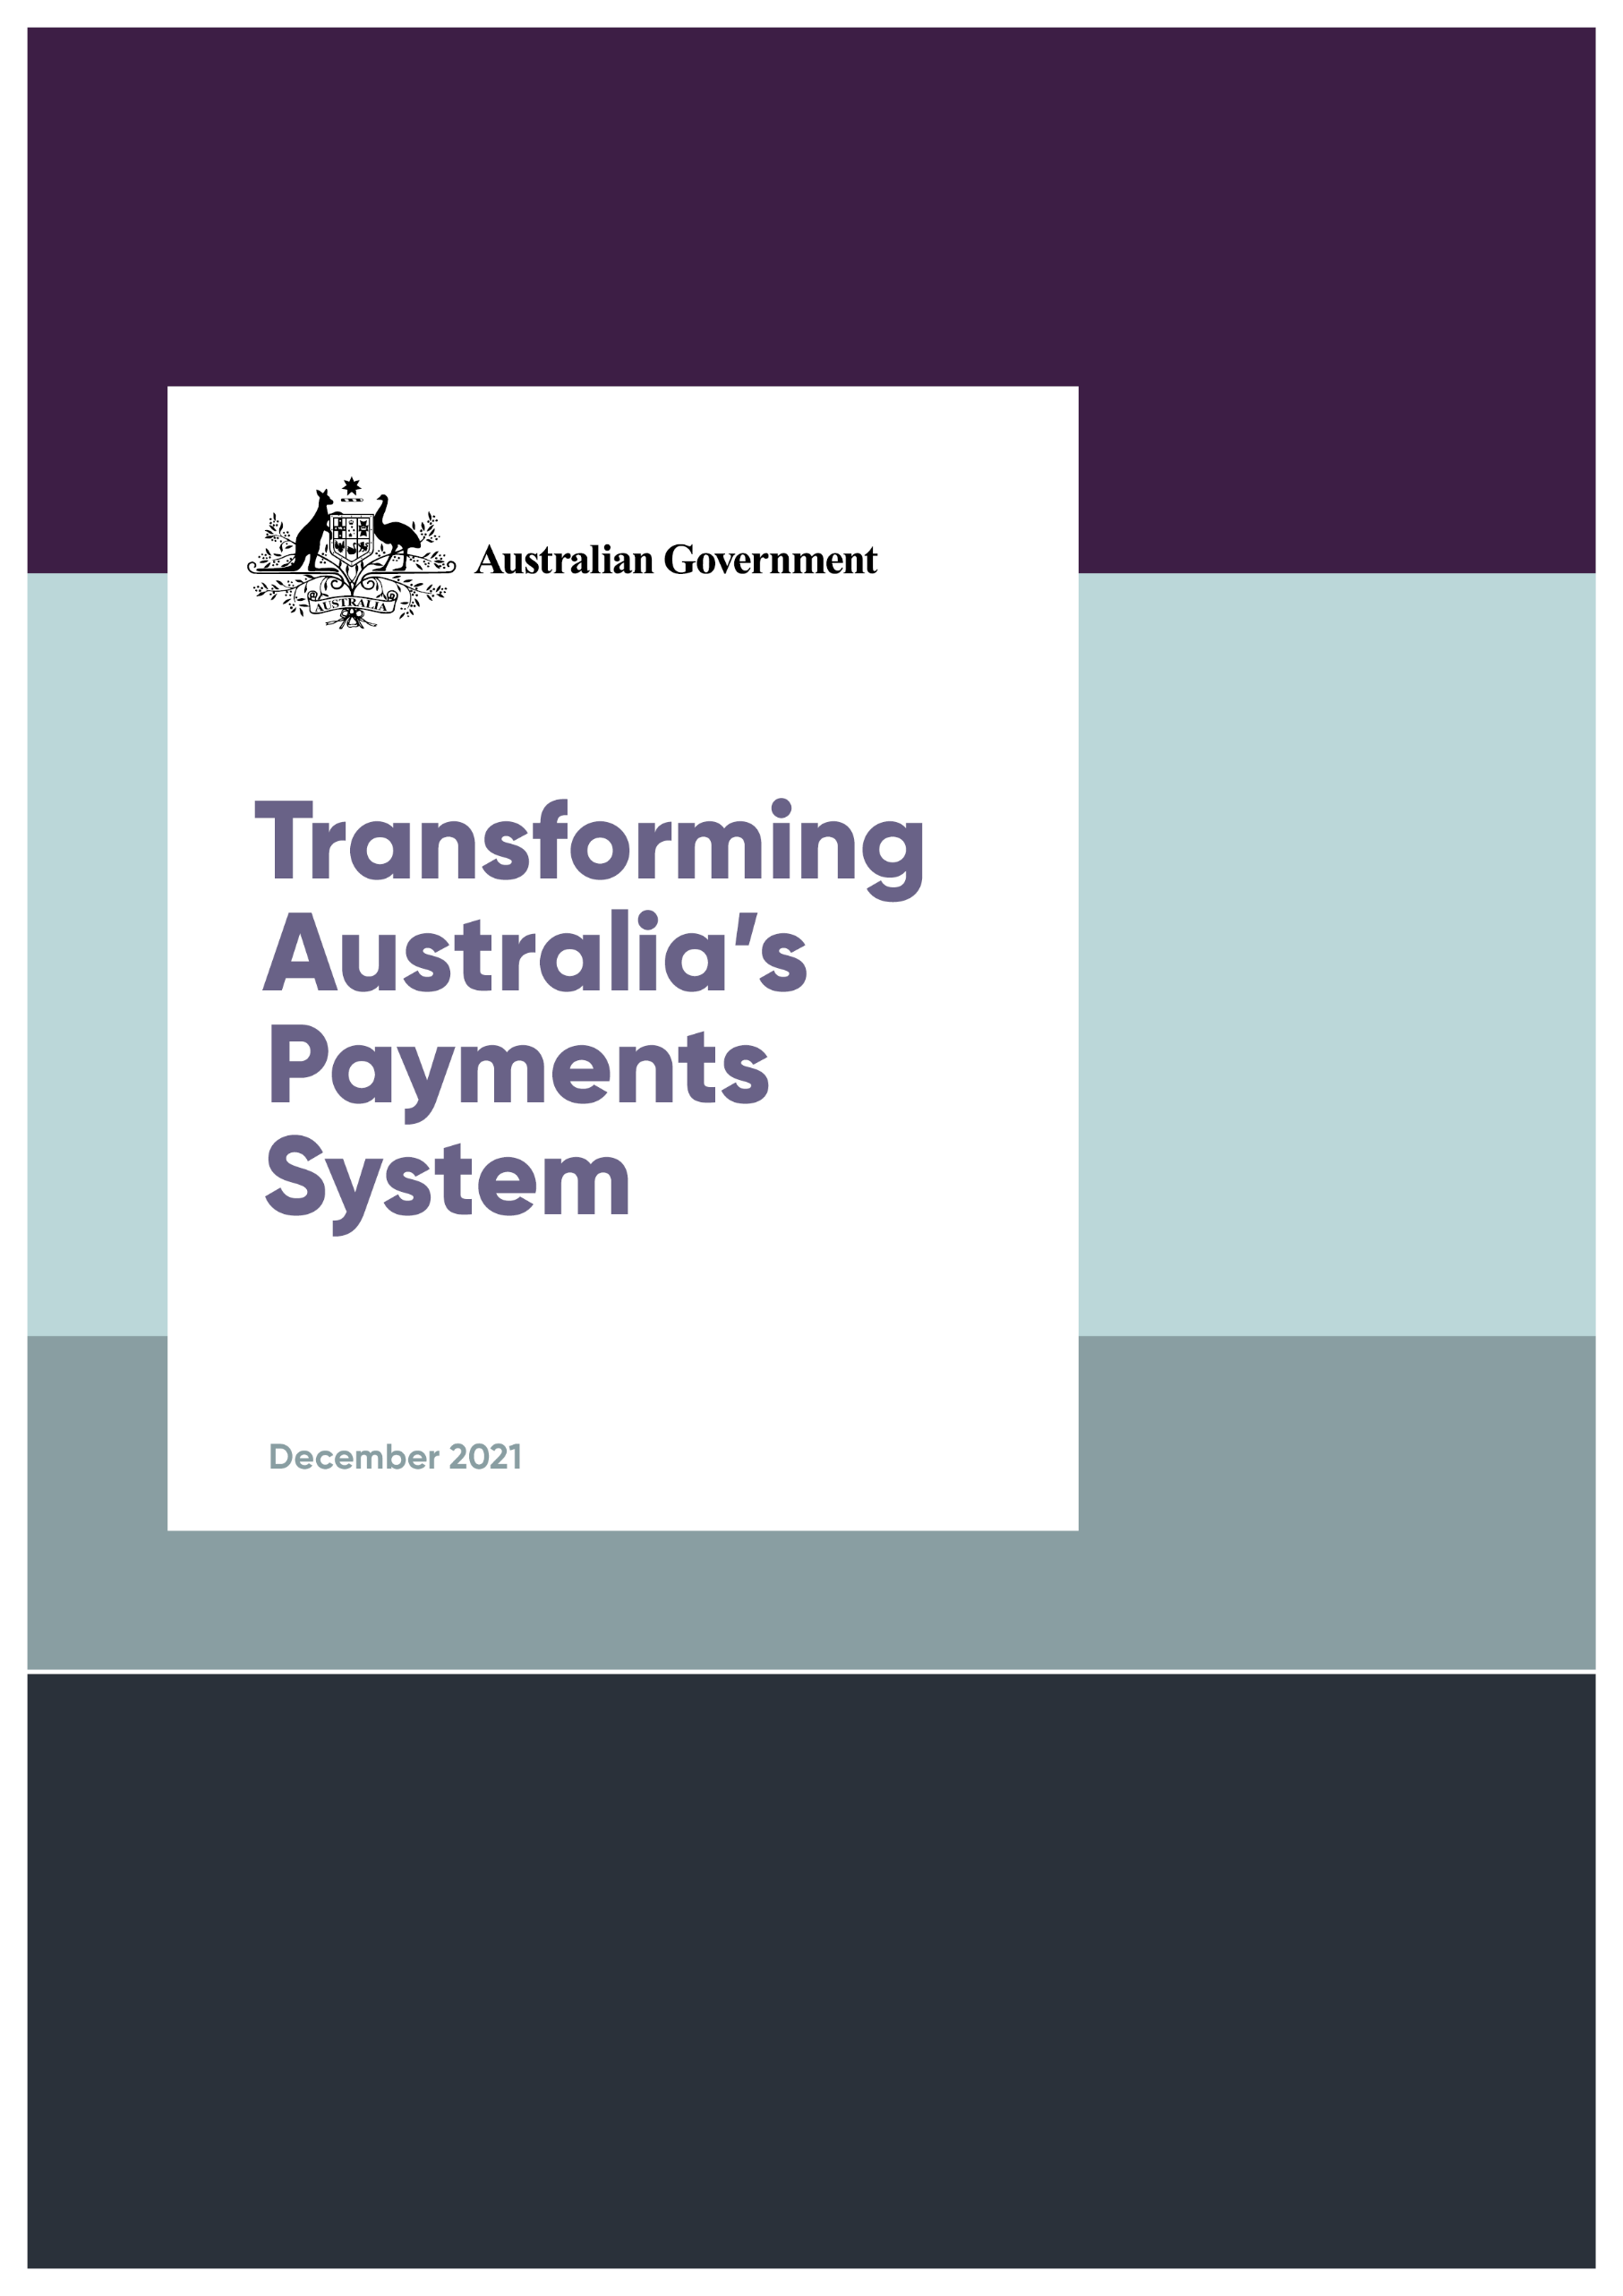 Australian Government
AUSTRALIA
Transforming
Australia’s
Payments
System
December 2021